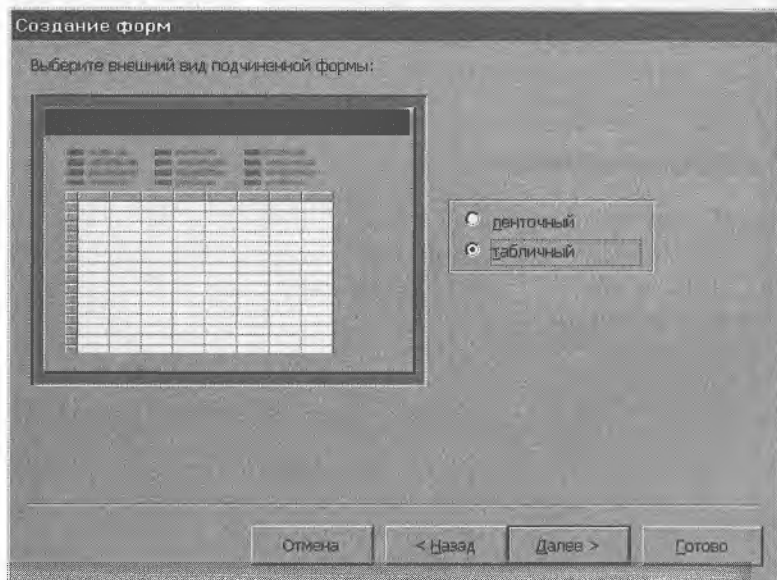 Создание форм
Выберите внешний вид подчиненной формы:
ленточный
табличный
Отмена
< Назад
Далее >
Готово